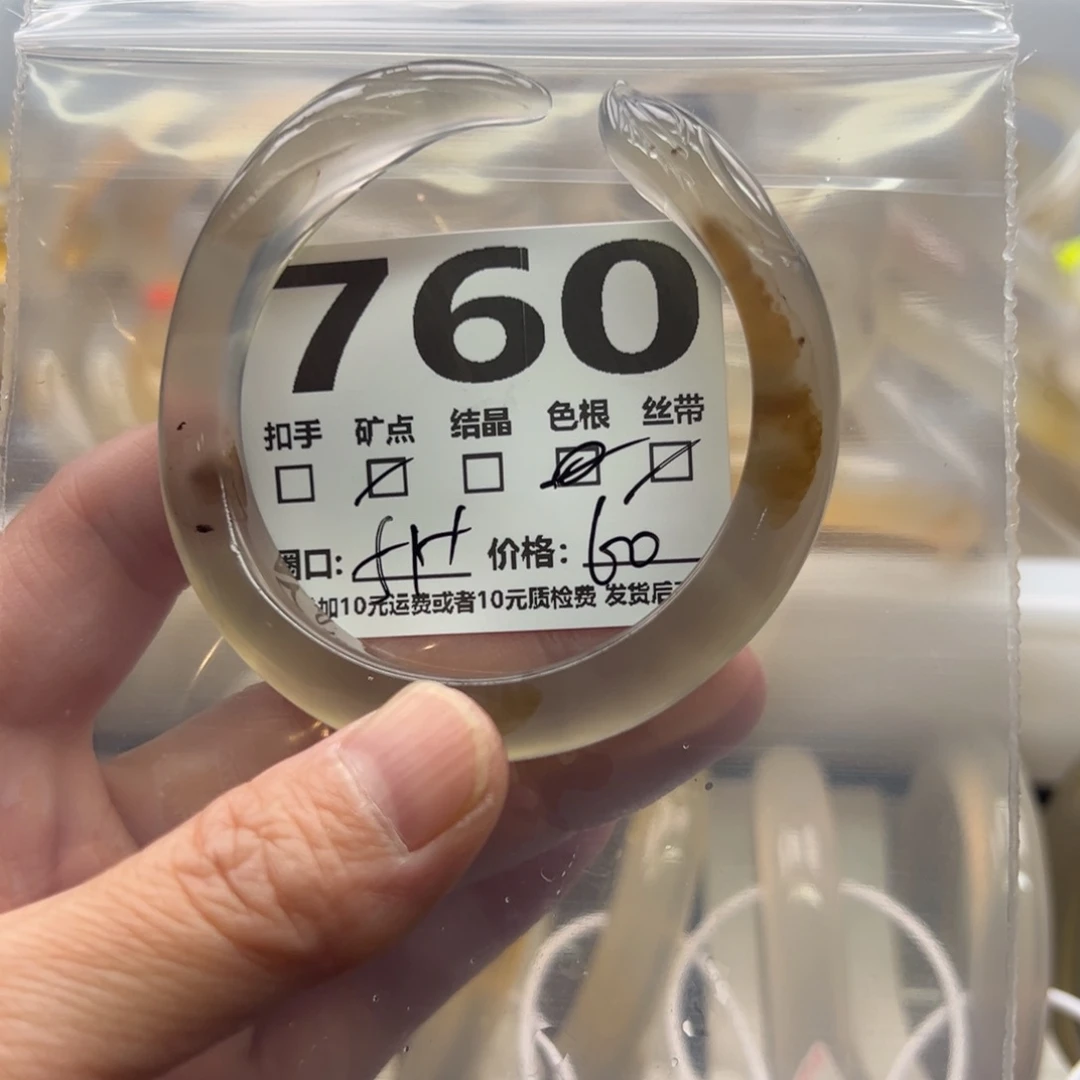 760
扣手 矿点 结晶 色根 丝带
圈口: 价格: 60
加10元运费或者10元质检费 发货后